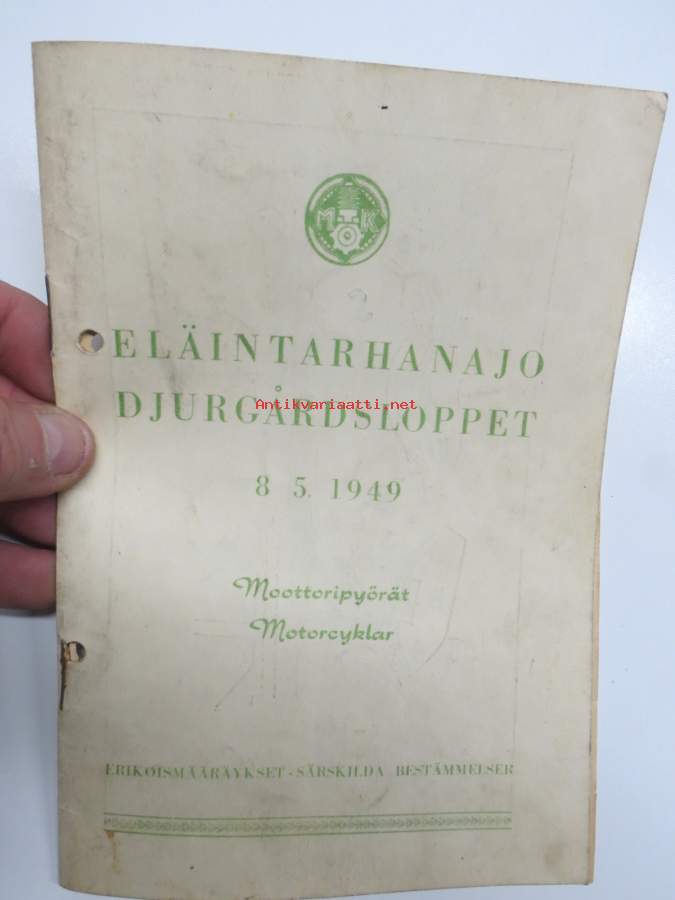 M T K
ELÄINTARHANAJO
Antikvariaatti.net
DJURGÅRDSLOPPET
8 5. 1949
Moottoripyörät
Motorcyklar
ERIKOISMÄÄRÄYKSET - SÄRSKILDA BESTÄMMELSER